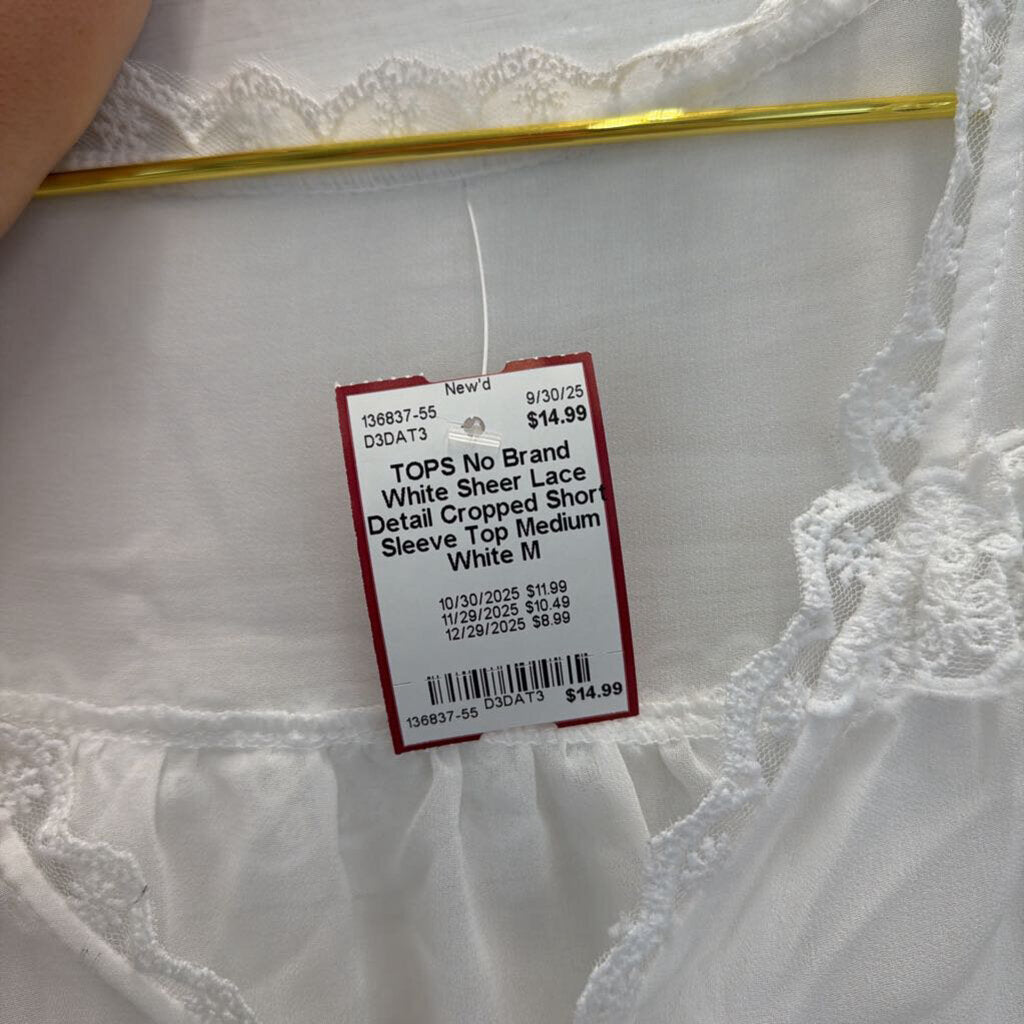 New'd
136837-55 9/30/25
D3DAT3 $14.99
TOPS No Brand
White Sheer Lace
Detail Cropped Short
Sleeve Top Medium
White M
10/30/2025 $11.99
11/29/2025 $10.49
12/29/2025 $8.99
136837-55 D3DAT3 $14.99